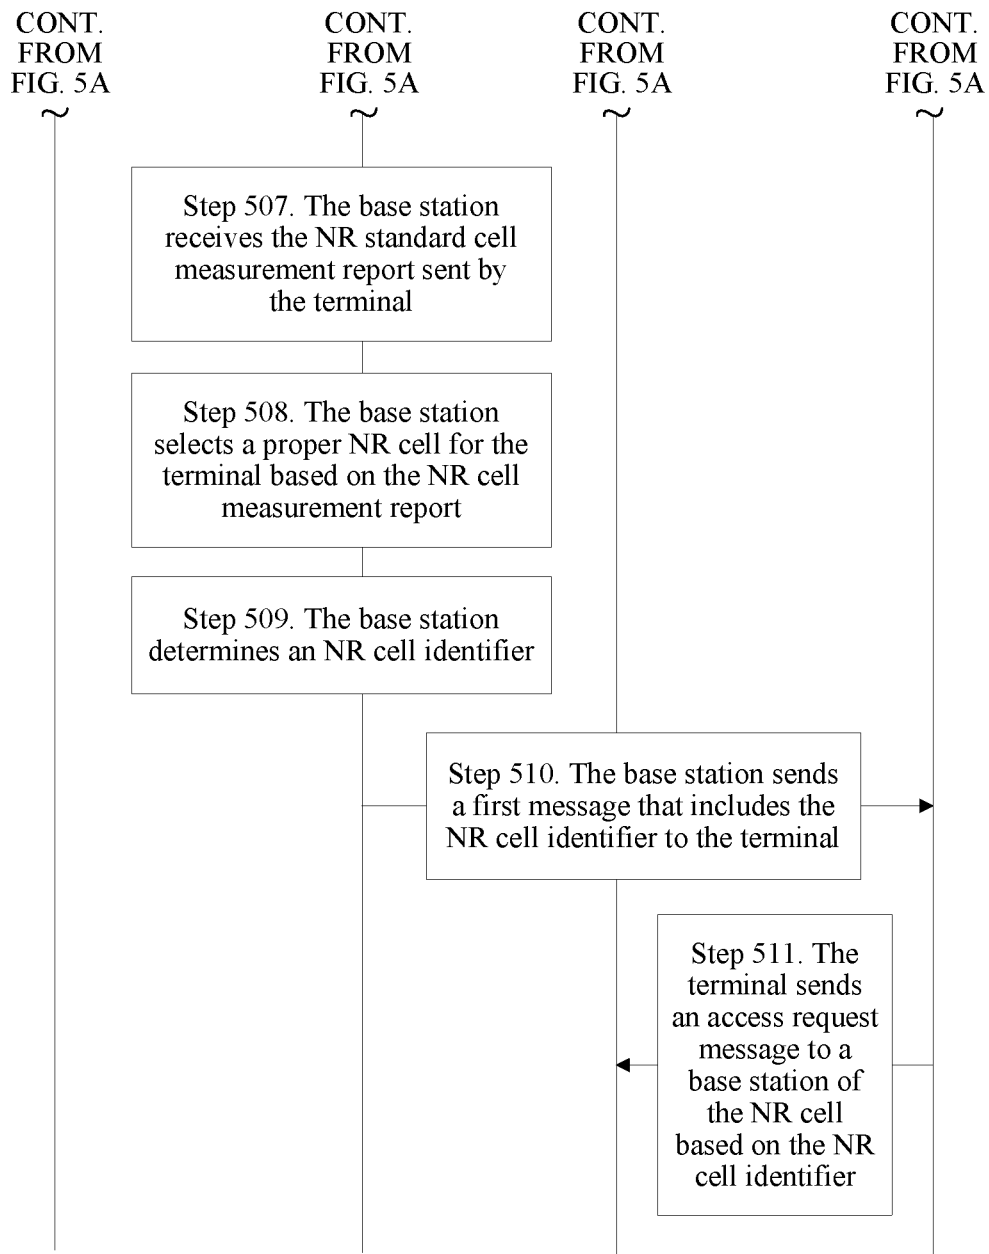 CONT.
FROM
FIG. 5A
CONT.
FROM
FIG. 5A
CONT.
FROM
FIG. 5A
CONT.
FROM
FIG. 5A
Step 507. The base station
receives the NR standard cell
measurement report sent by
the terminal
Step 508. The base station
selects a proper NR cell for the
terminal based on the NR cell
measurement report
Step 509. The base station
determines an NR cell identifier
Step 510. The base station sends
a first message that includes the
NR cell identifier to the terminal
Step 511. The
terminal sends
an access request
message to a
base station of
the NR cell
based on the NR
cell identifier